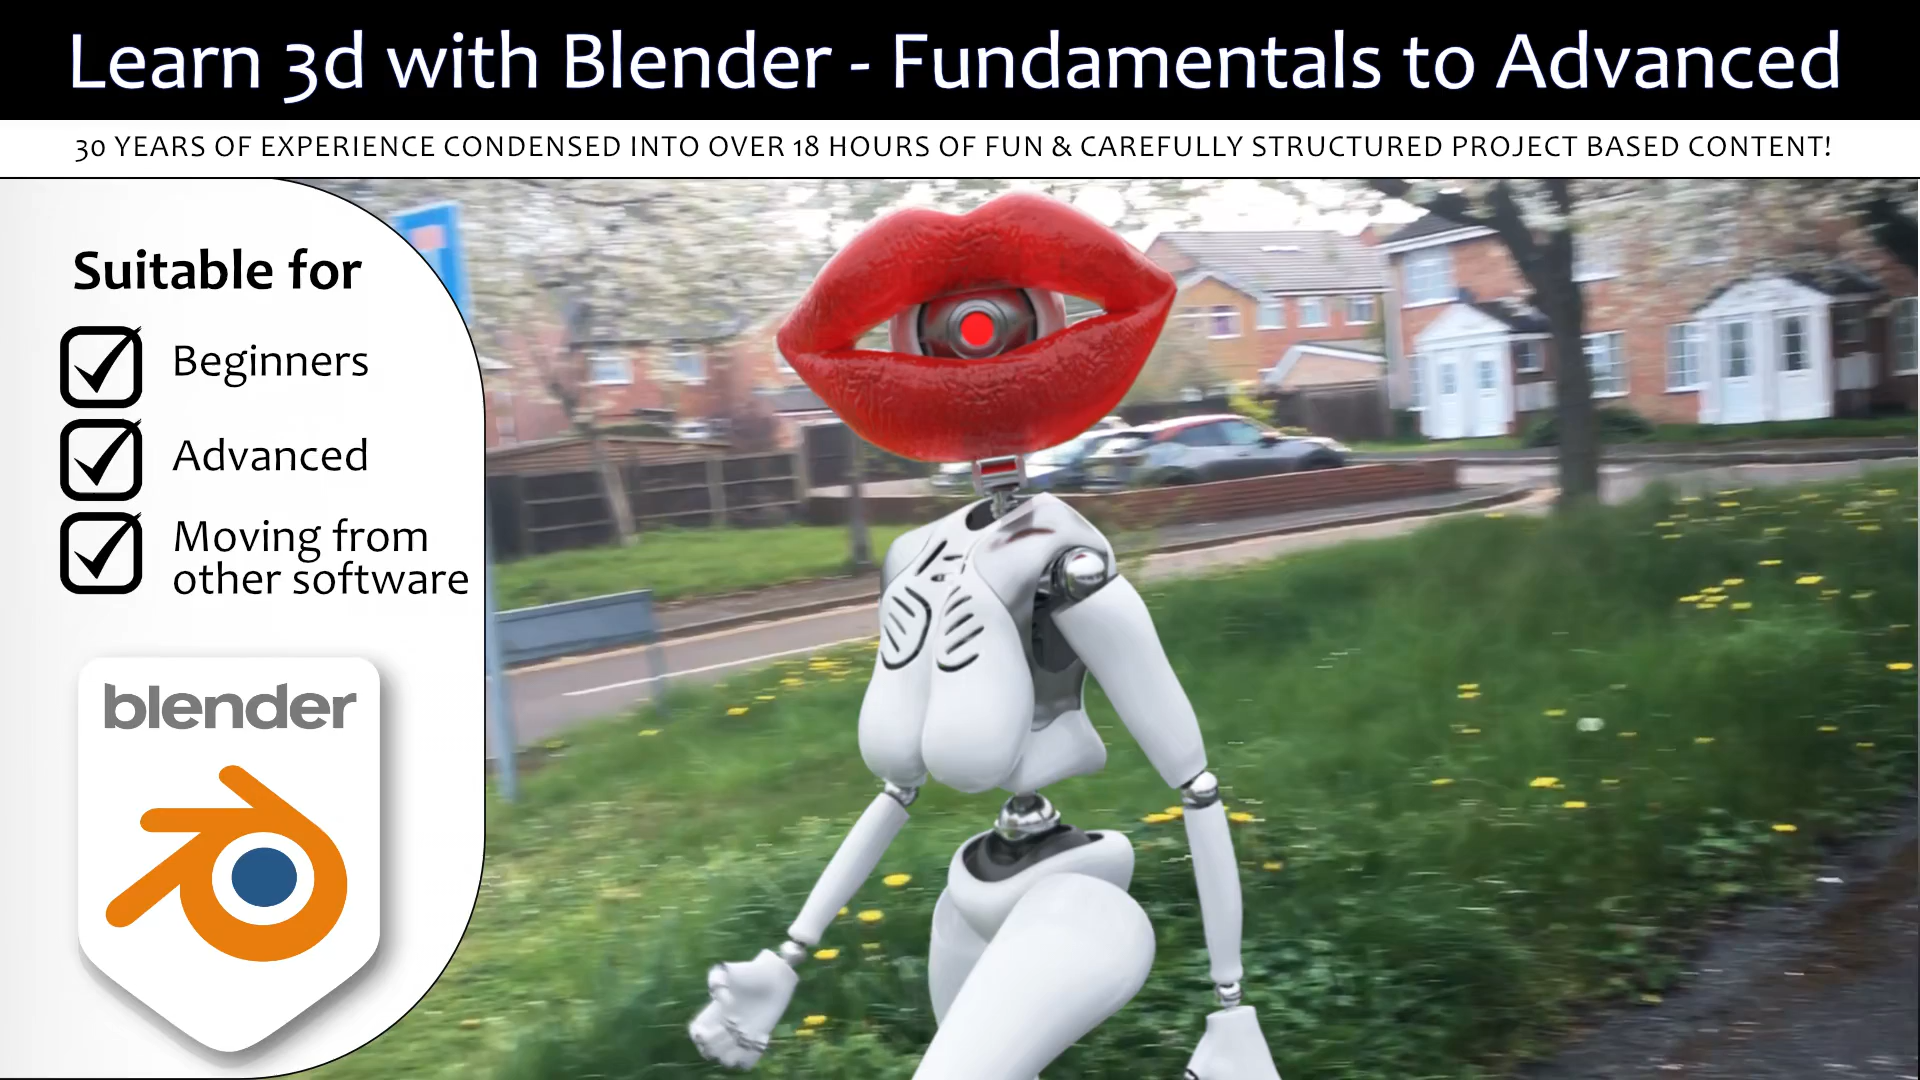 Learn 3d with Blender - Fundamentals to Advanced
30 YEARS OF EXPERIENCE CONDENSED INTO OVER 18 HOURS OF FUN & CAREFULLY STRUCTURED PROJECT BASED CONTENT!
Suitable for
Beginners
Advanced
Moving from
other software
blender